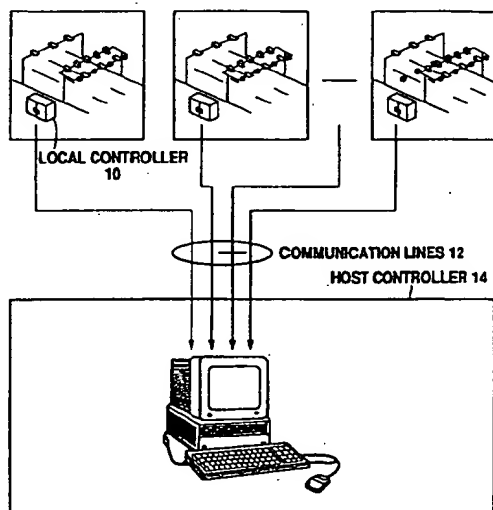 LOCAL CONTROLLER
10
COMMUNICATION LINES 12
HOST CONTROLLER 14